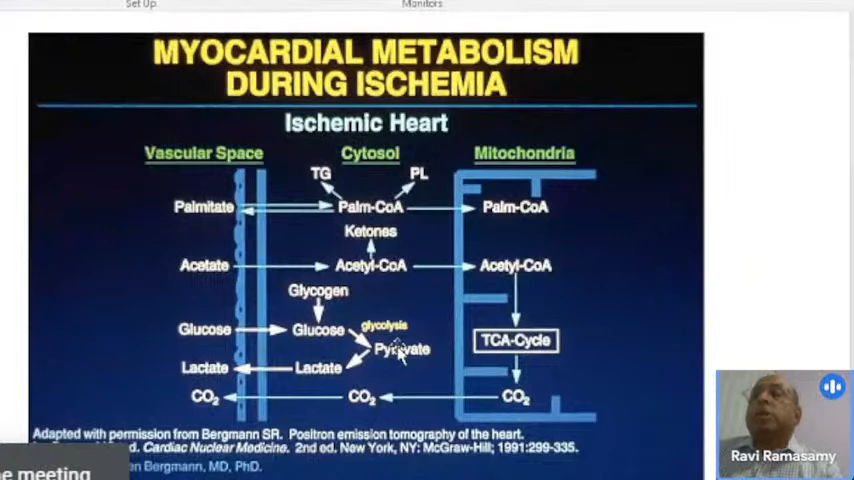 Set Up
Monitors
MYOCARDIAL METABOLISM
DURING ISCHEMIA
Ischemic Heart
Vascular Space Cytosol Mitochondria
TG PL
Palmitate Palm-CoA Palm-CoA
Ketones
Acetate Acetyl-CoA Acetyl-CoA
Glycogen
Glucose Glucose glycolysis
Pyruvate
TCA-Cycle
Lactate Lactate
CO₂ CO₂ CO₂
Adapted with permission from Bergmann SR. Positron emission tomography of the heart.
d. Cardiac Nuclear Medicine. 2nd ed. New York, NY: McGraw-Hill; 1991:299-335.
en Bergmann, MD, PhD.
e meeting
Ravi Ramasamy